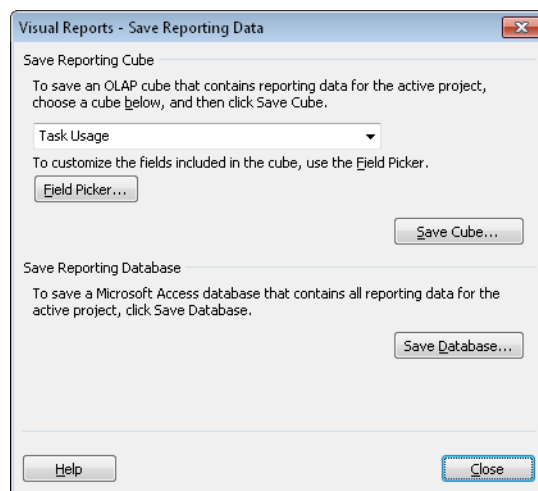 Visual Reports - Save Reporting Data
Save Reporting Cube
To save an OLAP cube that contains reporting data for the active project,
choose a cube below, and then click Save Cube.
Task Usage
To customize the fields included in the cube, use the Field Picker.
Field Picker...
Save Cube...
Save Reporting Database
To save a Microsoft Access database that contains all reporting data for the
active project, click Save Database.
Save Database...
Help
Close